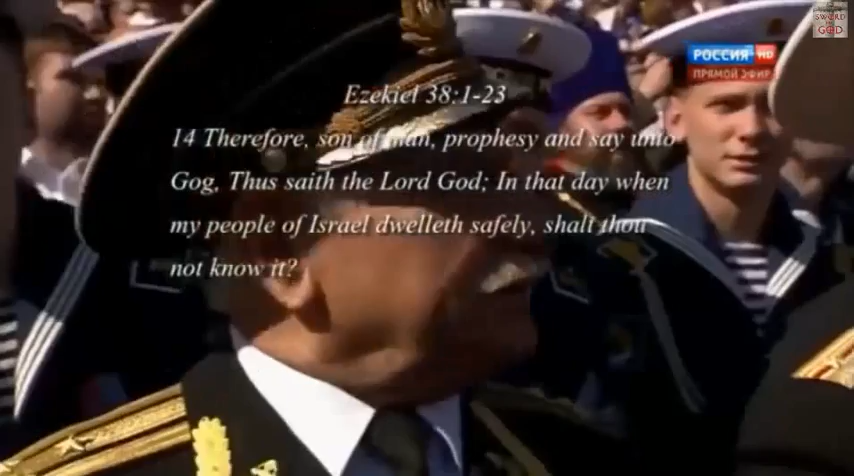 SWORD
GOD
РОССИЯ HD
ПРЯМОЙ ЭФИР
Ezekiel 38:1-23
14 Therefore, son of man, prophesy and say unto
Gog, Thus saith the Lord God; In that day when
my people of Israel dwelleth safely, shalt thou
not know it?